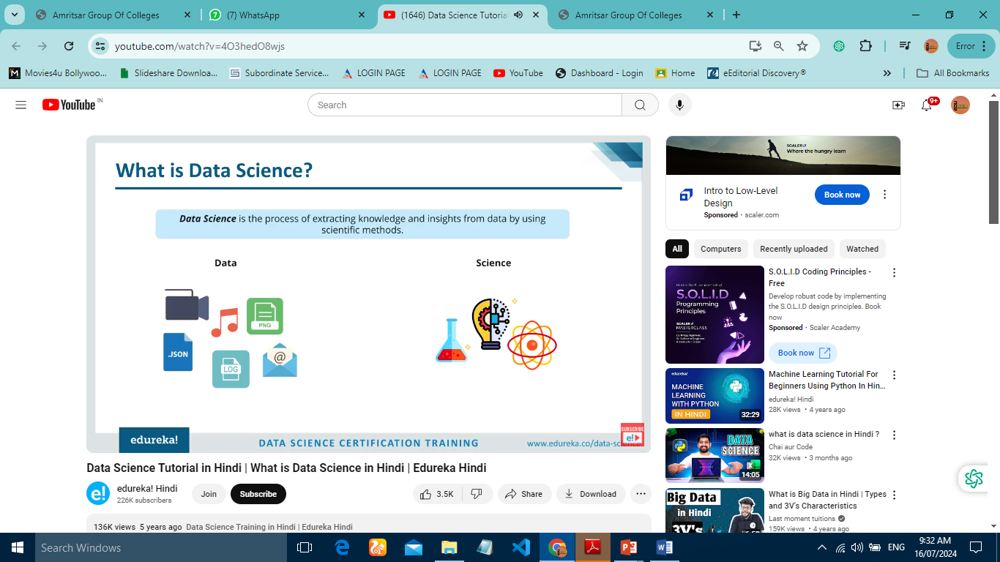 Amritsar Group Of Colleges
(7) WhatsApp
(1646) Data Science Tutorial
Amritsar Group Of Colleges
youtube.com/watch?v=4O3hedO8wjs
Error
Movies4u Bollywoo...
Slideshare Downloa...
Subordinate Service...
LOGIN PAGE
LOGIN PAGE
YouTube
Dashboard - Login
Home
eEditorial Discovery®
All Bookmarks
YouTube IN
Search
9+
What is Data Science?
Data Science is the process of extracting knowledge and insights from data by using
scientific methods.
Data
Science
PNG
.JSON
LOG
@
edureka!
DATA SCIENCE CERTIFICATION TRAINING
www.edureka.co/data-science
SUBSCRIBE
e!
Data Science Tutorial in Hindi | What is Data Science in Hindi | Edureka Hindi
e!
edureka! Hindi
226K subscribers
Join
Subscribe
3.5K
Share
Download
136K views 5 years ago Data Science Training in Hindi | Edureka Hindi
SCALER
Where the hungry learn
Intro to Low-Level
Design
Sponsored · scaler.com
Book now
All
Computers
Recently uploaded
Watched
Master the Fundamentals of
S.O.L.I.D
Programming
Principles
SCALER
MASTERCLASS
S.O.L.I.D Coding Principles -
Free
Develop robust code by implementing
the S.O.L.I.D design principles. Book
now
Sponsored · Scaler Academy
Book now
edureka!
MACHINE
LEARNING
WITH PYTHON
IN HINDI
32:29
Machine Learning Tutorial For
Beginners Using Python In Hin...
edureka! Hindi
28K views • 4 years ago
DATA
SCIENCE
14:05
what is data science in Hindi ?
Chai aur Code
32K views • 3 months ago
Big Data
in Hindi
3V's
What is Big Data in Hindi | Types
and 3V's Characteristics
Last moment tuitions
159K views • 4 years ago
Search Windows
ENG
9:32 AM
16/07/2024